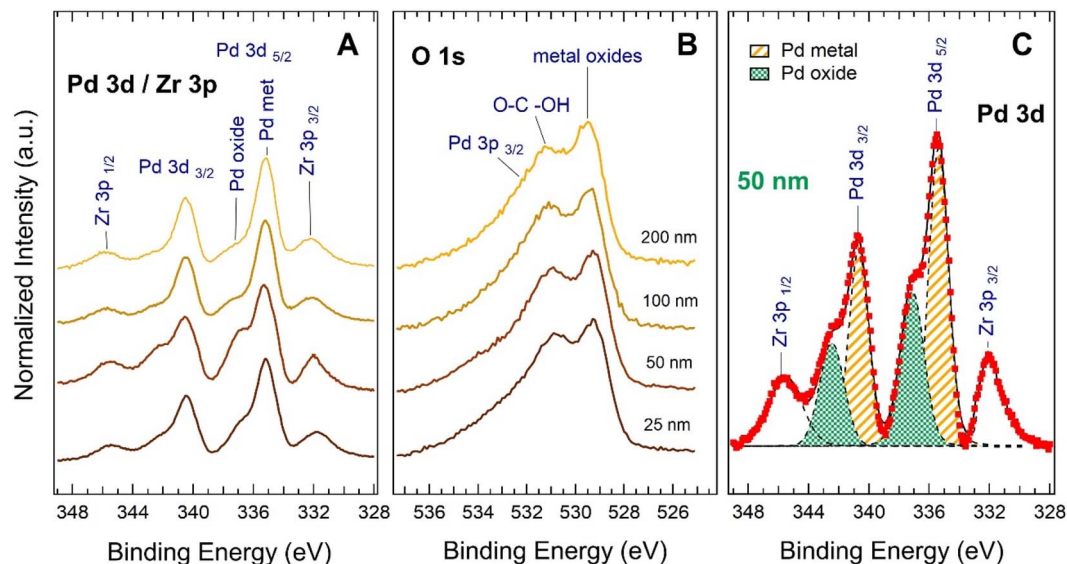 Normalized Intensity (a.u.)
A
Pd 3d / Zr 3p
Pd 3d 5/2
Zr 3p 1/2
Pd 3d 3/2
Pd oxide
Pd met
Zr 3p 3/2
348 344 340 336 332 328
Binding Energy (eV)
B
O 1s
metal oxides
O-C -OH
Pd 3p 3/2
200 nm
100 nm
50 nm
25 nm
536 534 532 530 528 526
Binding Energy (eV)
C
Pd metal
Pd oxide
Pd 3d
50 nm
Zr 3p 1/2
Pd 3d 3/2
Pd 3d 5/2
Zr 3p 3/2
348 344 340 336 332 328
Binding Energy (eV)